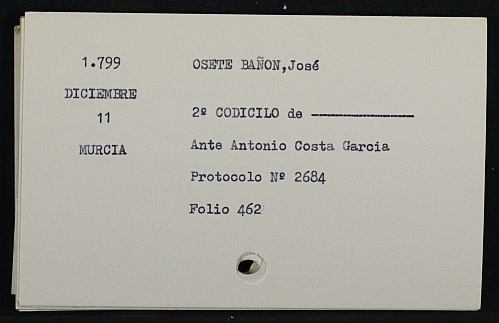 1.799
DICIEMBRE
11
MURCIA
OSETE BAÑON,José
2º CODICILO de ——————
Ante Antonio Costa Garcia
Protocolo Nº 2684
Folio 462